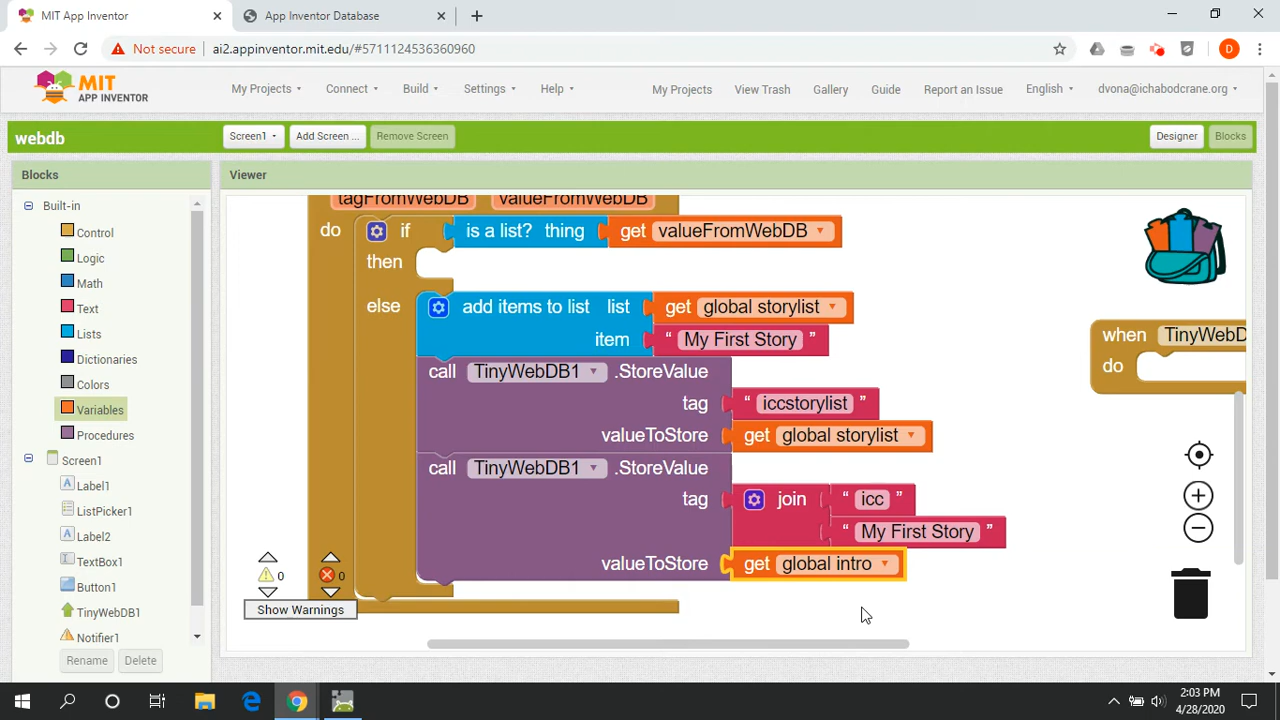 MIT App Inventor
App Inventor Database
Not secure
ai2.appinventor.mit.edu/#5711124536360960
D
MIT
APP INVENTOR
My Projects
Connect
Build
Settings
Help
My Projects
View Trash
Gallery
Guide
Report an Issue
English
dvona@ichabodcrane.org
webdb
Screen1
Add Screen ...
Remove Screen
Designer
Blocks
Blocks
Viewer
Built-in
Control
Logic
Math
Text
Lists
Dictionaries
Colors
Variables
Procedures
Screen1
Label1
ListPicker1
Label2
TextBox1
Button1
TinyWebDB1
Notifier1
Rename
Delete
tagFromWebDB valueFromWebDB
do if is a list? thing get valueFromWebDB
then
else add items to list list get global storylist
item “ My First Story ”
call TinyWebDB1 .StoreValue
tag “ iccstorylist ”
valueToStore get global storylist
call TinyWebDB1 .StoreValue
tag join “ icc ”
“ My First Story ”
valueToStore get global intro
when TinyWebD
do
0
0
Show Warnings
2:03 PM
4/28/2020